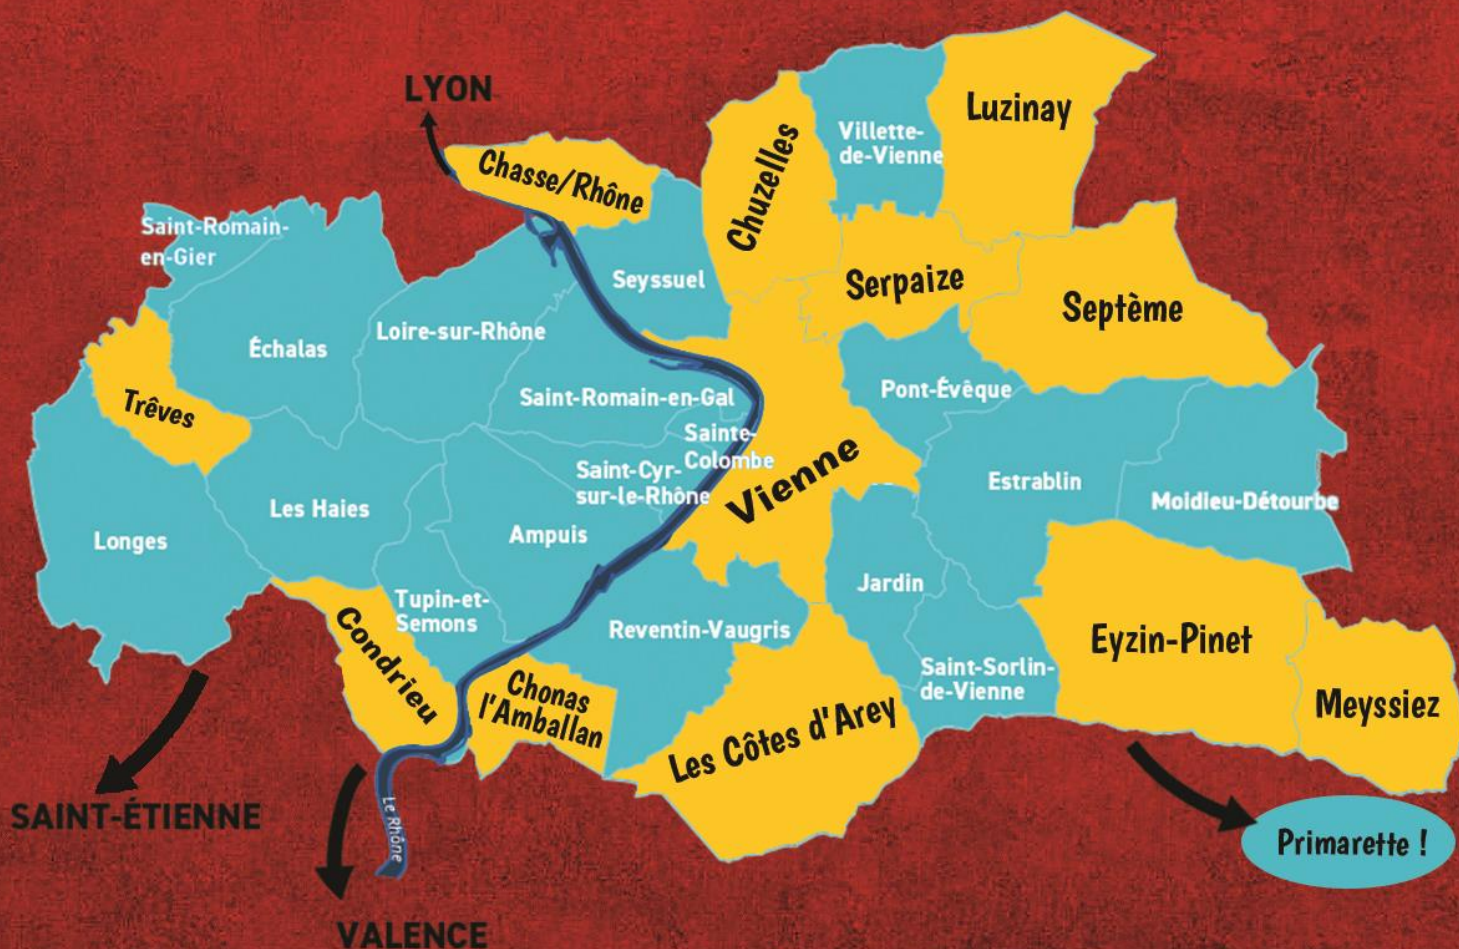 LYON
Chasse/Rhône
Chuzelles
Villette-
de-Vienne
Luzinay
Saint-Romain-
en-Gier
Seyssuel
Serpaize
Septème
Échalas
Loire-sur-Rhône
Trêves
Saint-Romain-en-Gal
Pont-Évêque
Sainte-
Colombe
Saint-Cyr-
sur-le-Rhône
Vienne
Estrablin
Moidieu-Détourbe
Les Haies
Longes
Ampuis
Jardin
Tupin-et-
Semons
Reventin-Vaugris
Condrieu
Chonas
l'Amballan
Les Côtes d'Arey
Saint-Sorlin-
de-Vienne
Eyzin-Pinet
Meyssiez
SAINT-ÉTIENNE
Le Rhône
VALENCE
Primarette !